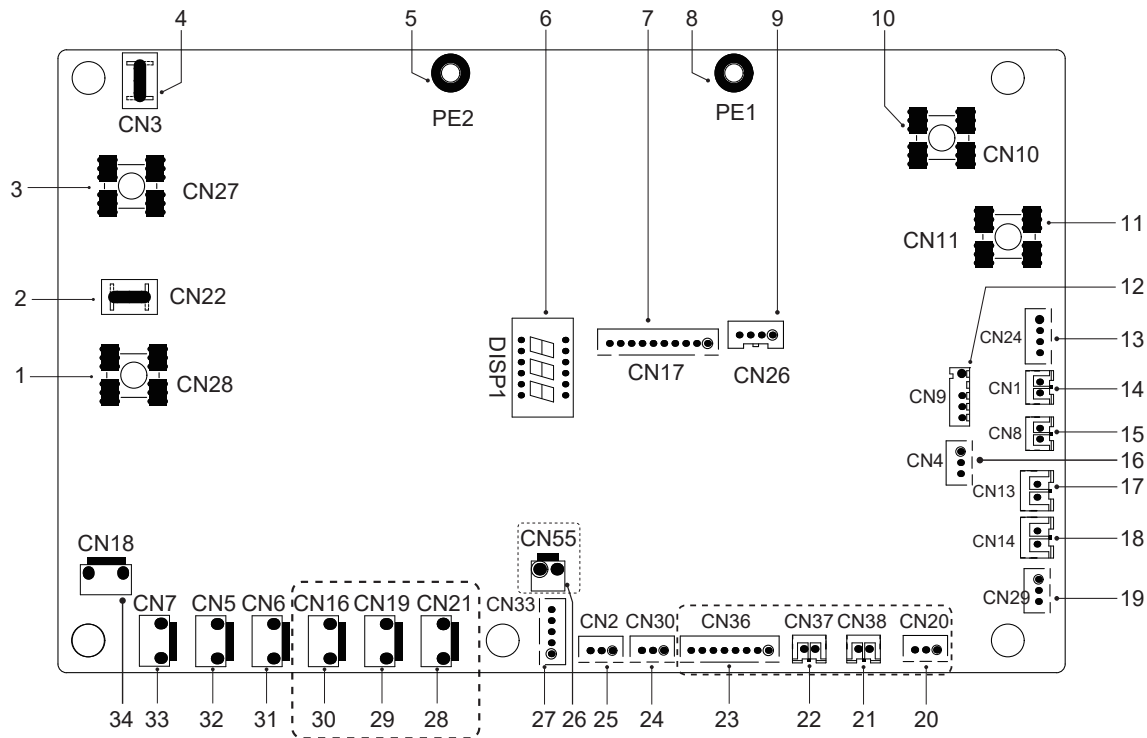 4 5 6 7 8 9 10
CN3 PE2 PE1
CN10
3 CN27
CN11 11
2 CN22
12
CN24 13
DISP1
CN17 CN26
1 CN28
CN9 CN1 14
CN8 15
CN4 16
CN13 17
CN14 18
CN18 CN55
CN29 19
CN7 CN5 CN6 CN16 CN19 CN21 CN33 CN2 CN30 CN36 CN37 CN38 CN20
34 33 32 31 30 29 28 27 26 25 24 23 22 21 20